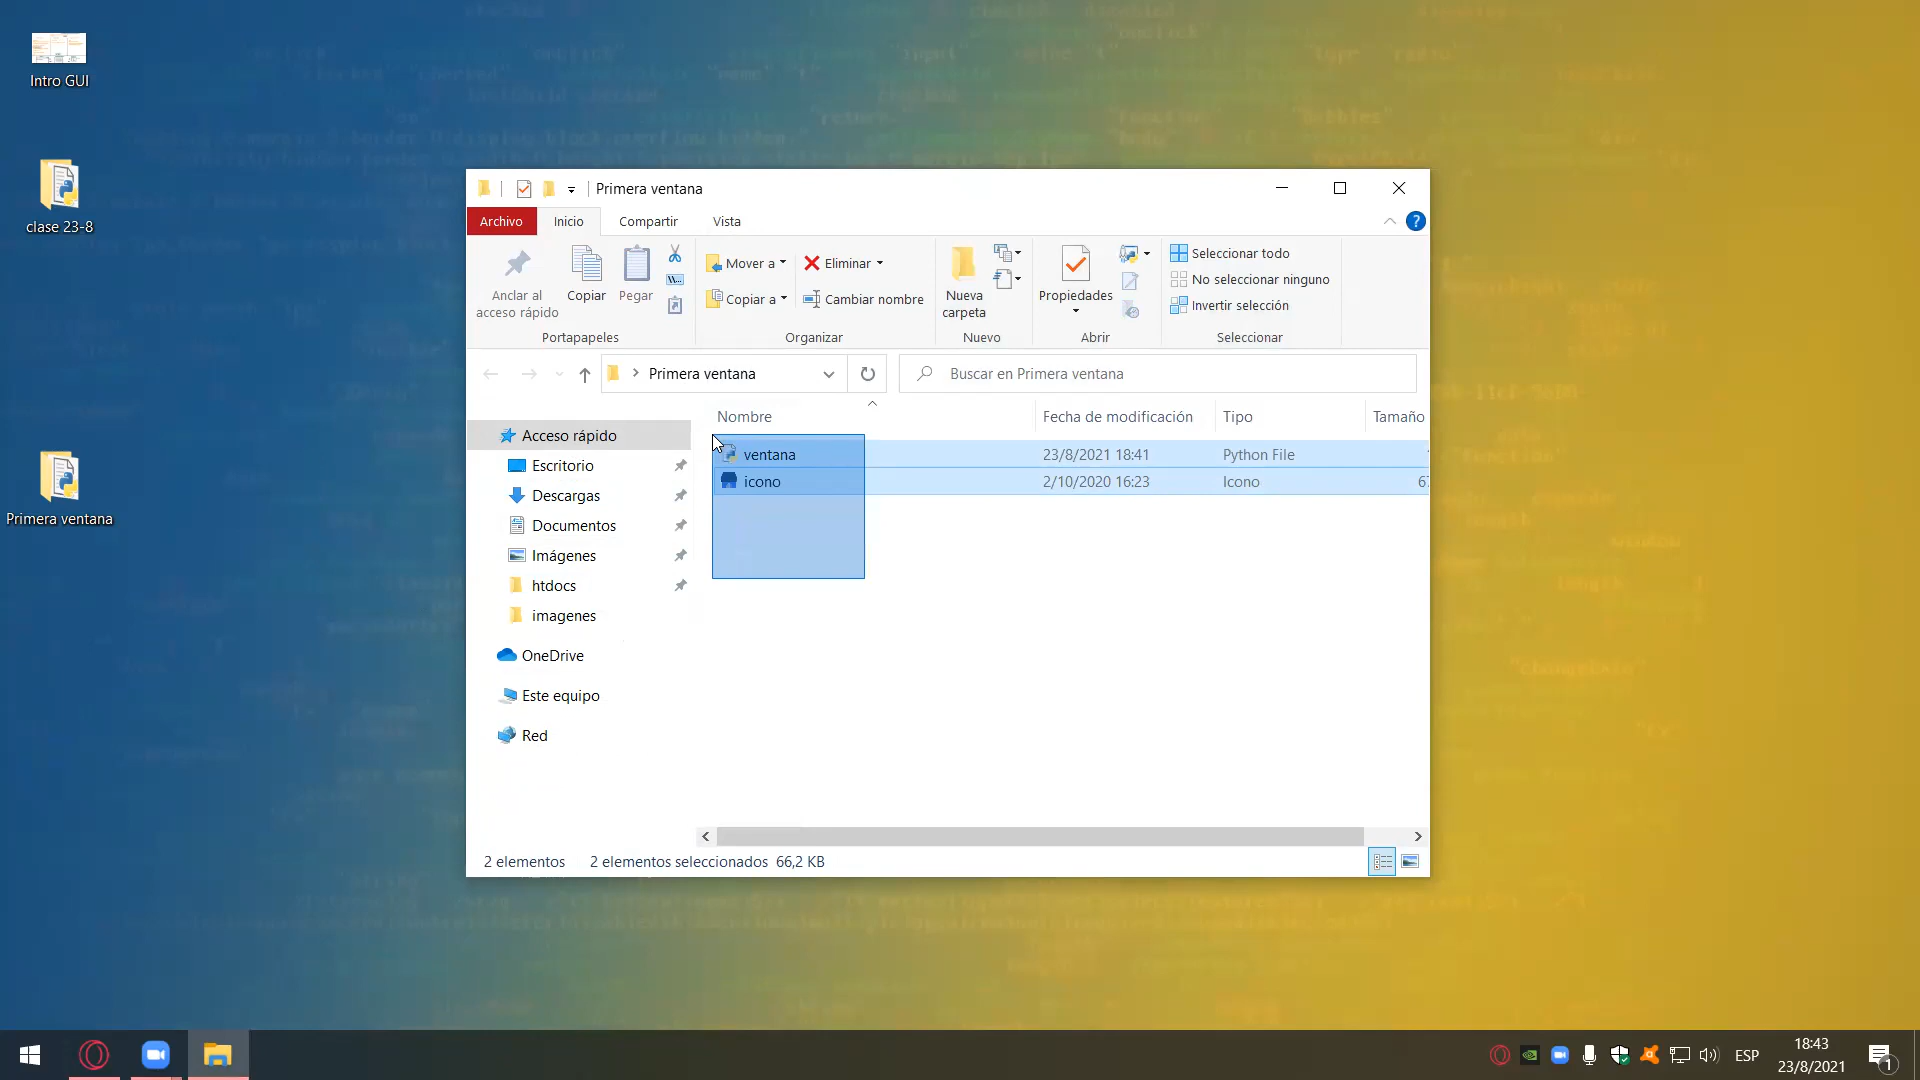 Intro GUI
clase 23-8
Primera ventana
Primera ventana
Archivo
Inicio
Compartir
Vista
Anclar al
acceso rápido
Copiar
Pegar
Portapapeles
Mover a
Copiar a
Eliminar
Cambiar nombre
Organizar
Nueva
carpeta
Nuevo
Propiedades
Abrir
Seleccionar todo
No seleccionar ninguno
Invertir selección
Seleccionar
Primera ventana
Buscar en Primera ventana
Nombre
Fecha de modificación
Tipo
Tamaño
ventana
23/8/2021 18:41
Python File
icono
2/10/2020 16:23
Icono
Acceso rápido
Escritorio
Descargas
Documentos
Imágenes
htdocs
imagenes
OneDrive
Este equipo
Red
2 elementos
2 elementos seleccionados 66,2 KB
ESP
18:43
23/8/2021
1